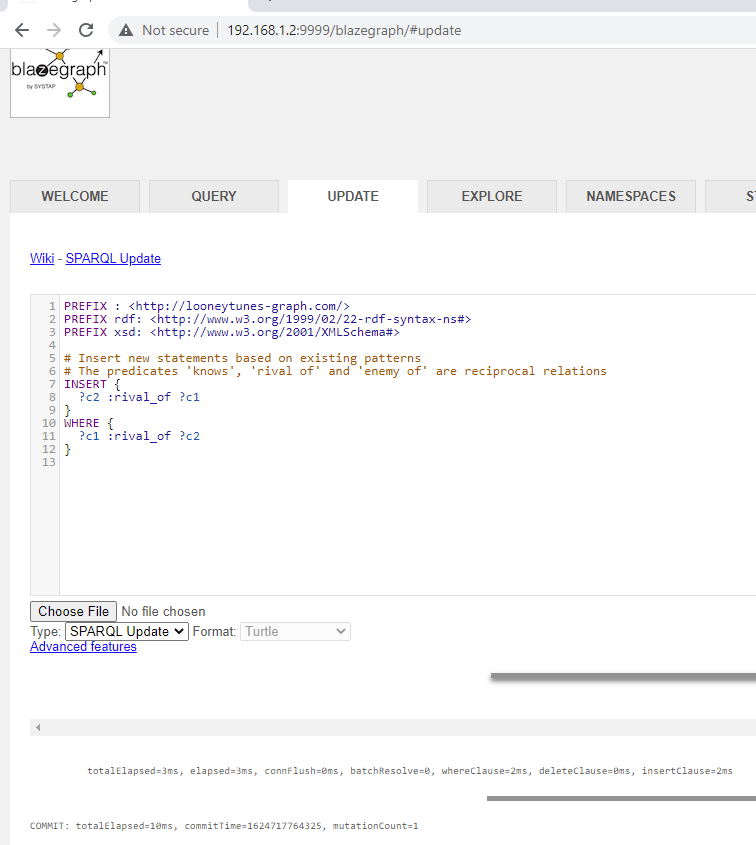 Not secure | 192.168.1.2:9999/blazegraph/#update
blazegraph™
by SYSTAP
WELCOME QUERY UPDATE EXPLORE NAMESPACES
Wiki - SPARQL Update
1 PREFIX : <http://looneytunes-graph.com/>
2 PREFIX rdf: <http://www.w3.org/1999/02/22-rdf-syntax-ns#>
3 PREFIX xsd: <http://www.w3.org/2001/XMLSchema#>
4
5 # Insert new statements based on existing patterns
6 # The predicates 'knows', 'rival of' and 'enemy of' are reciprocal relations
7 INSERT {
8   ?c2 :rival_of ?c1
9 }
10 WHERE {
11   ?c1 :rival_of ?c2
12 }
13
Choose File No file chosen
Type: SPARQL Update Format: Turtle
Advanced features
totalElapsed=3ms, elapsed=3ms, connFlush=0ms, batchResolve=0, whereClause=2ms, deleteClause=0ms, insertClause=2ms
COMMIT: totalElapsed=10ms, commitTime=1624717764325, mutationCount=1